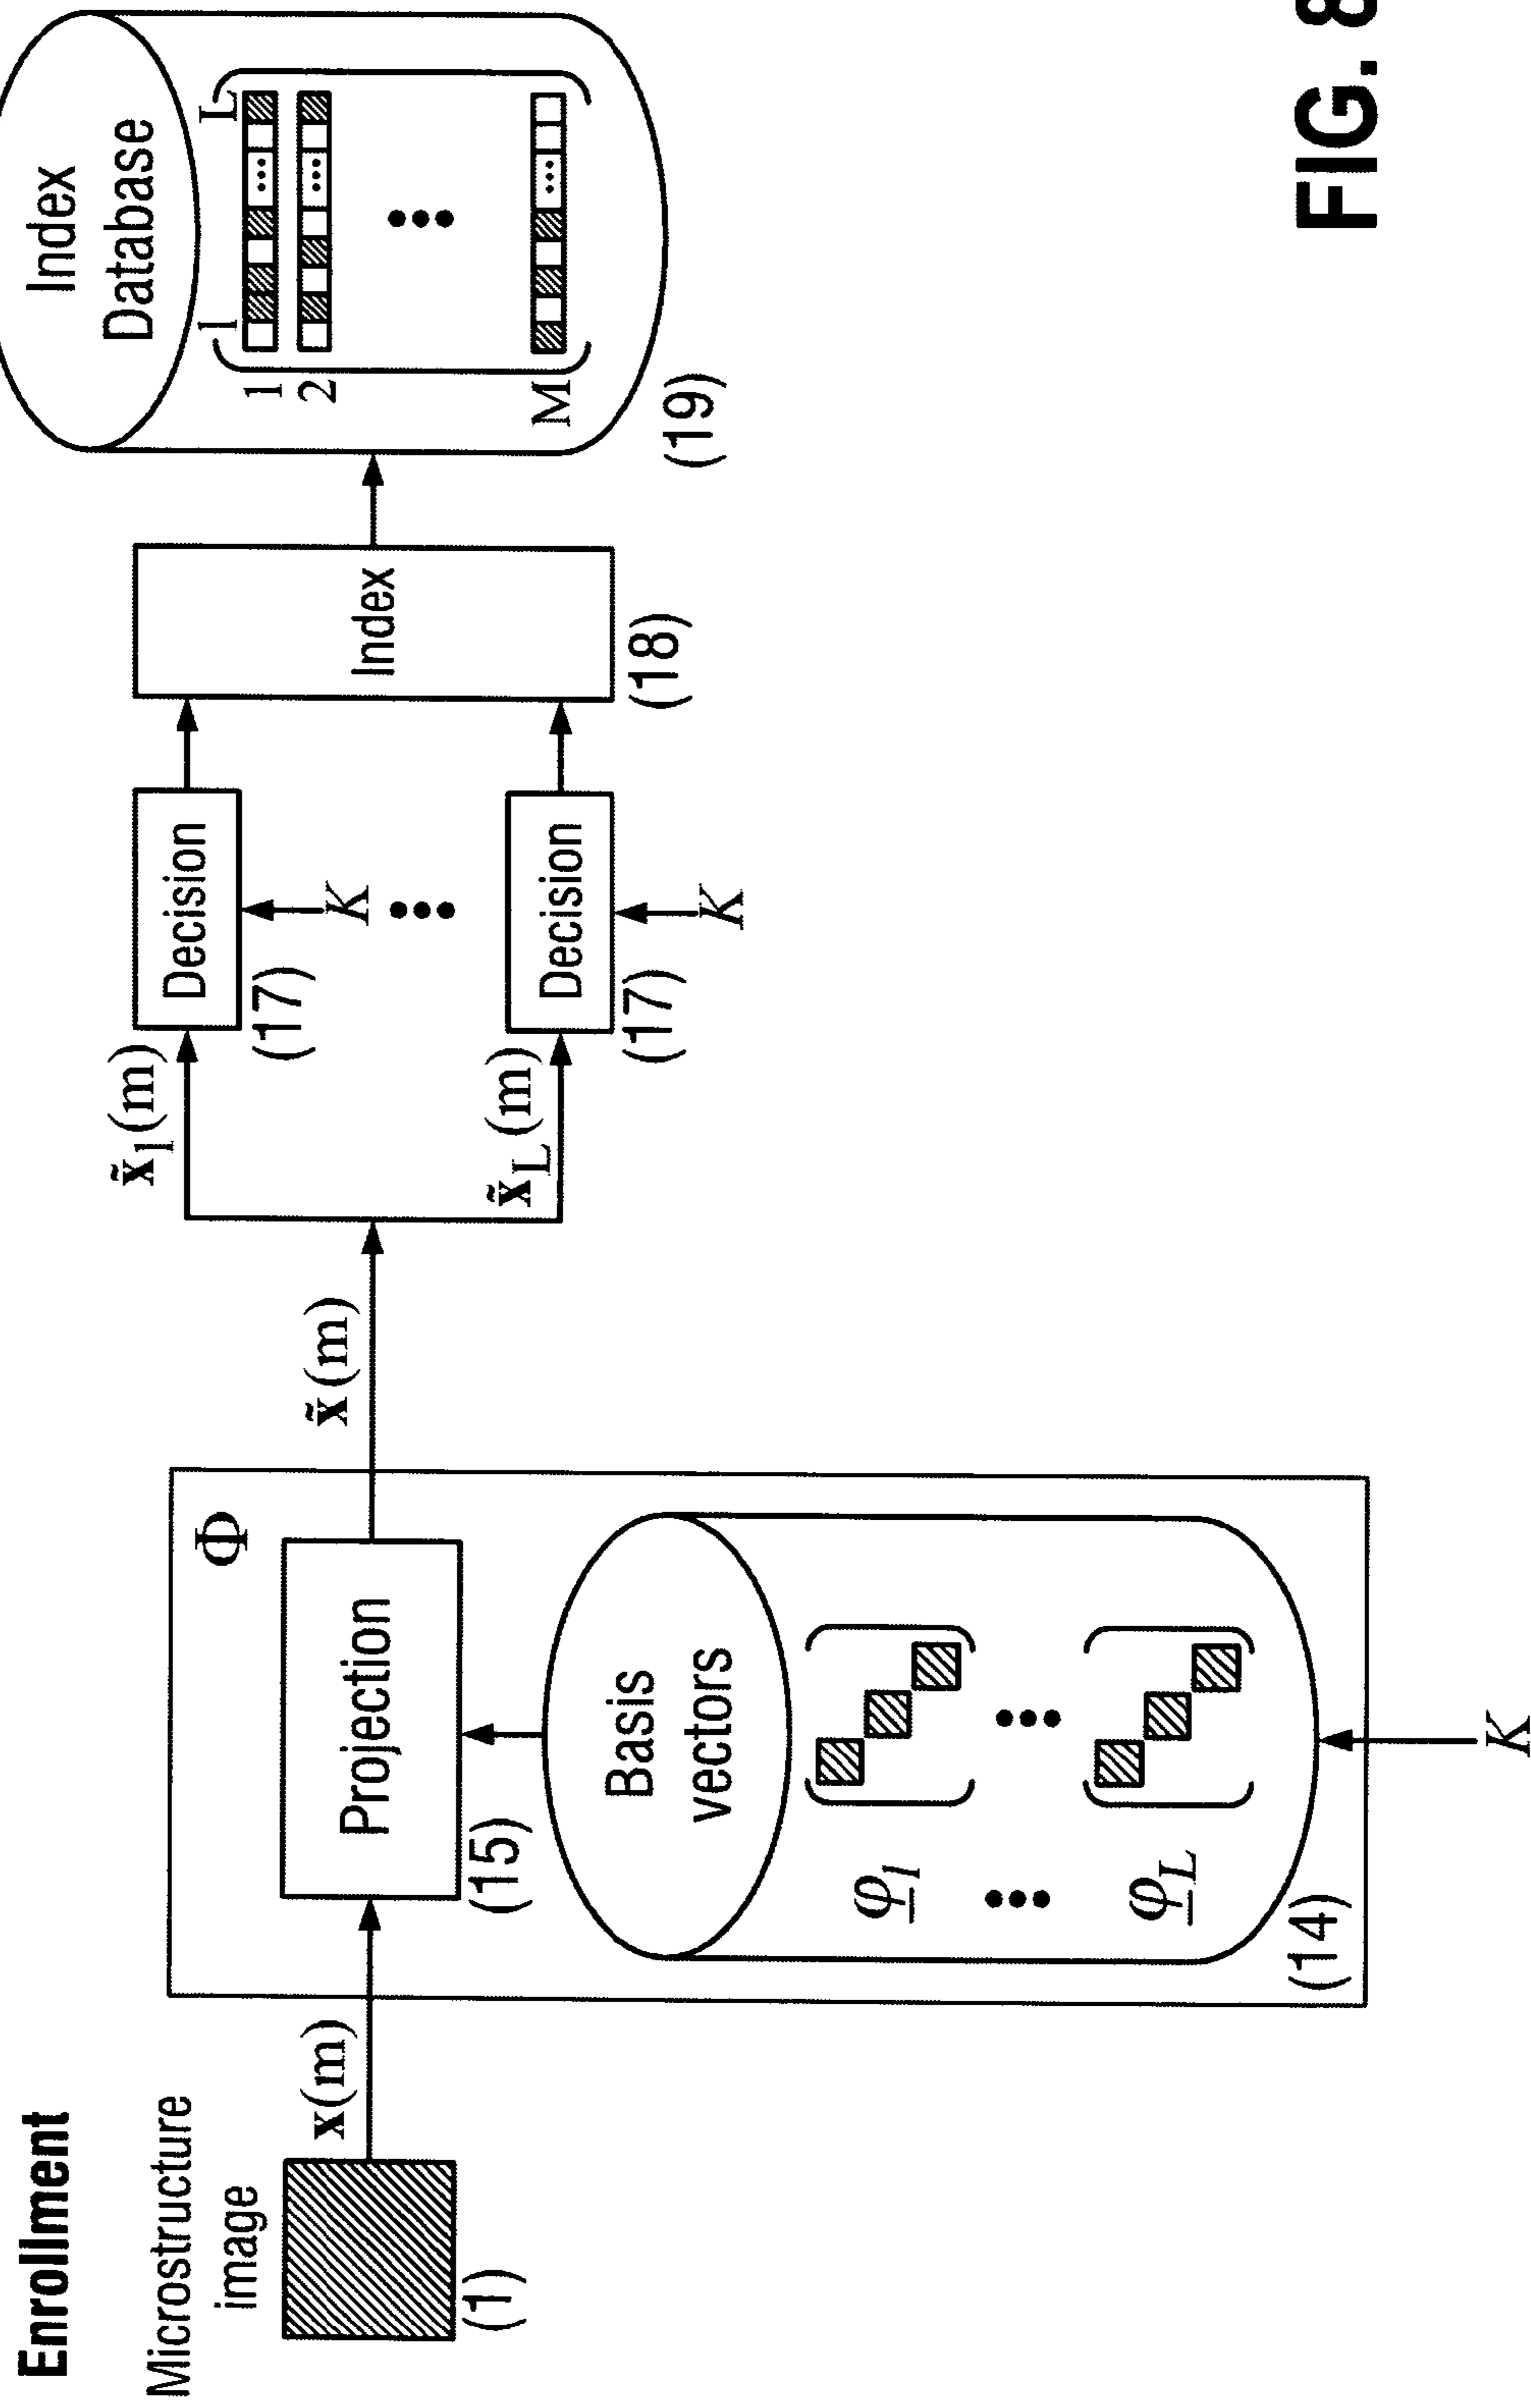 Enrollment
Microstructure
image
(1)
x(m)
Φ
Projection
(15)
Basis
vectors
φ1
φL
(14)
K
x̃(m)
x̃1(m)
x̃L(m)
Decision
(17)
K
Decision
(17)
K
Index
(18)
Index
Database
1 L
1
2
M
(19)
FIG. 8